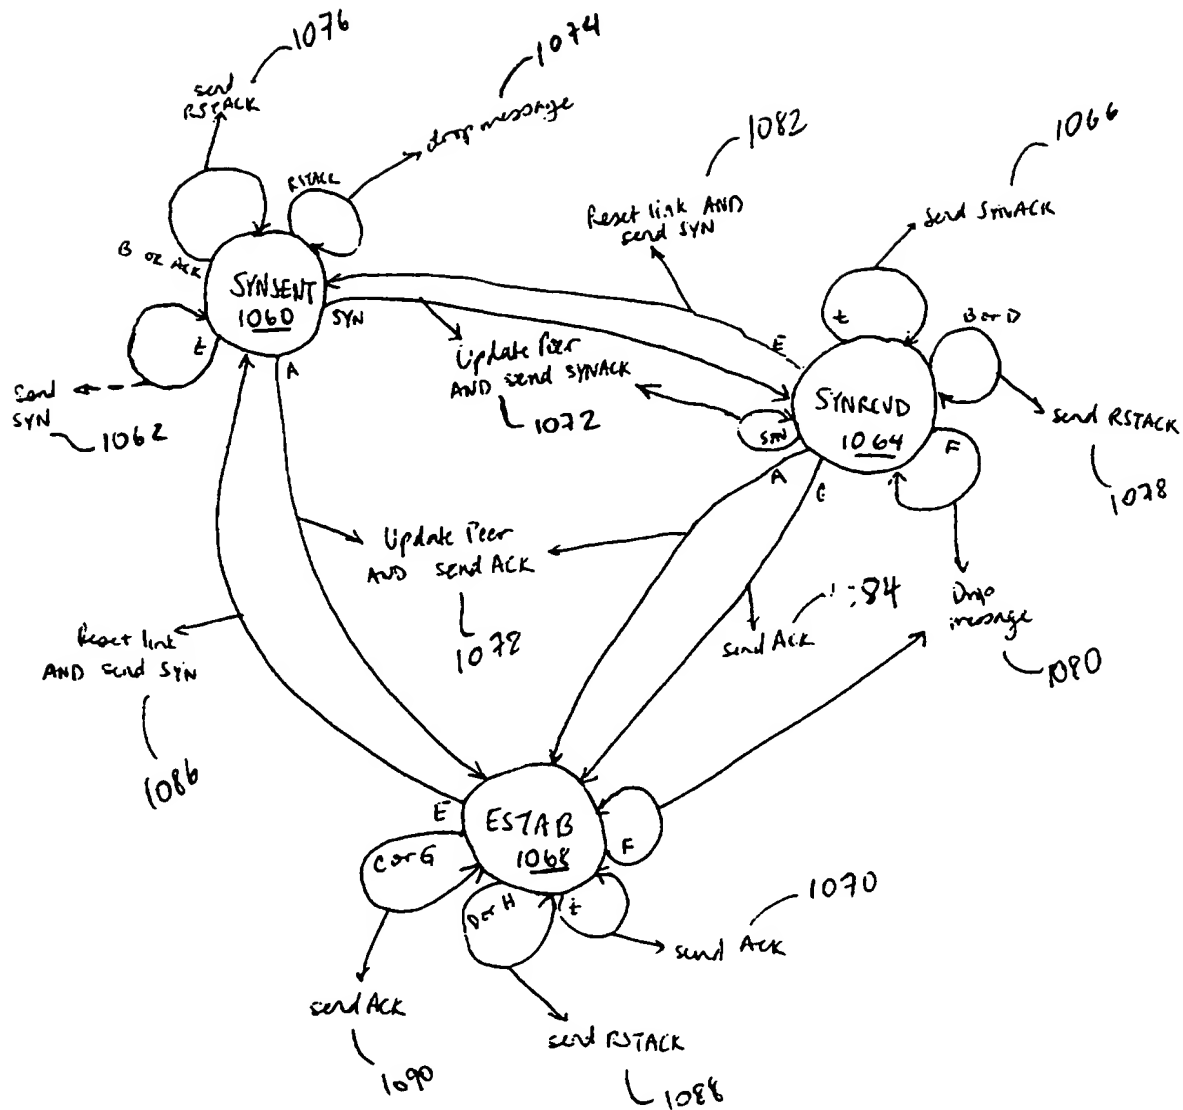 1076
1074
send
RSTACK
drop message
1082
1066
RSTACK
Reset link AND
send SYN
send SYNACK
B or ACK
SYNSENT
1060
SYN
t
B or D
t
E
Update Peer
AND send SYNACK
SYNRCVD
1064
send
SYN
1062
A
1072
SYN
F
send RSTACK
1078
A
C
Update Peer
AND send ACK
84
Drop
message
send Ack
1080
Reset link
AND send SYN
1072
1086
E
ESTAB
1068
F
C or G
D or H
t
1070
send ACK
send ACK
send RSTACK
1090
1088